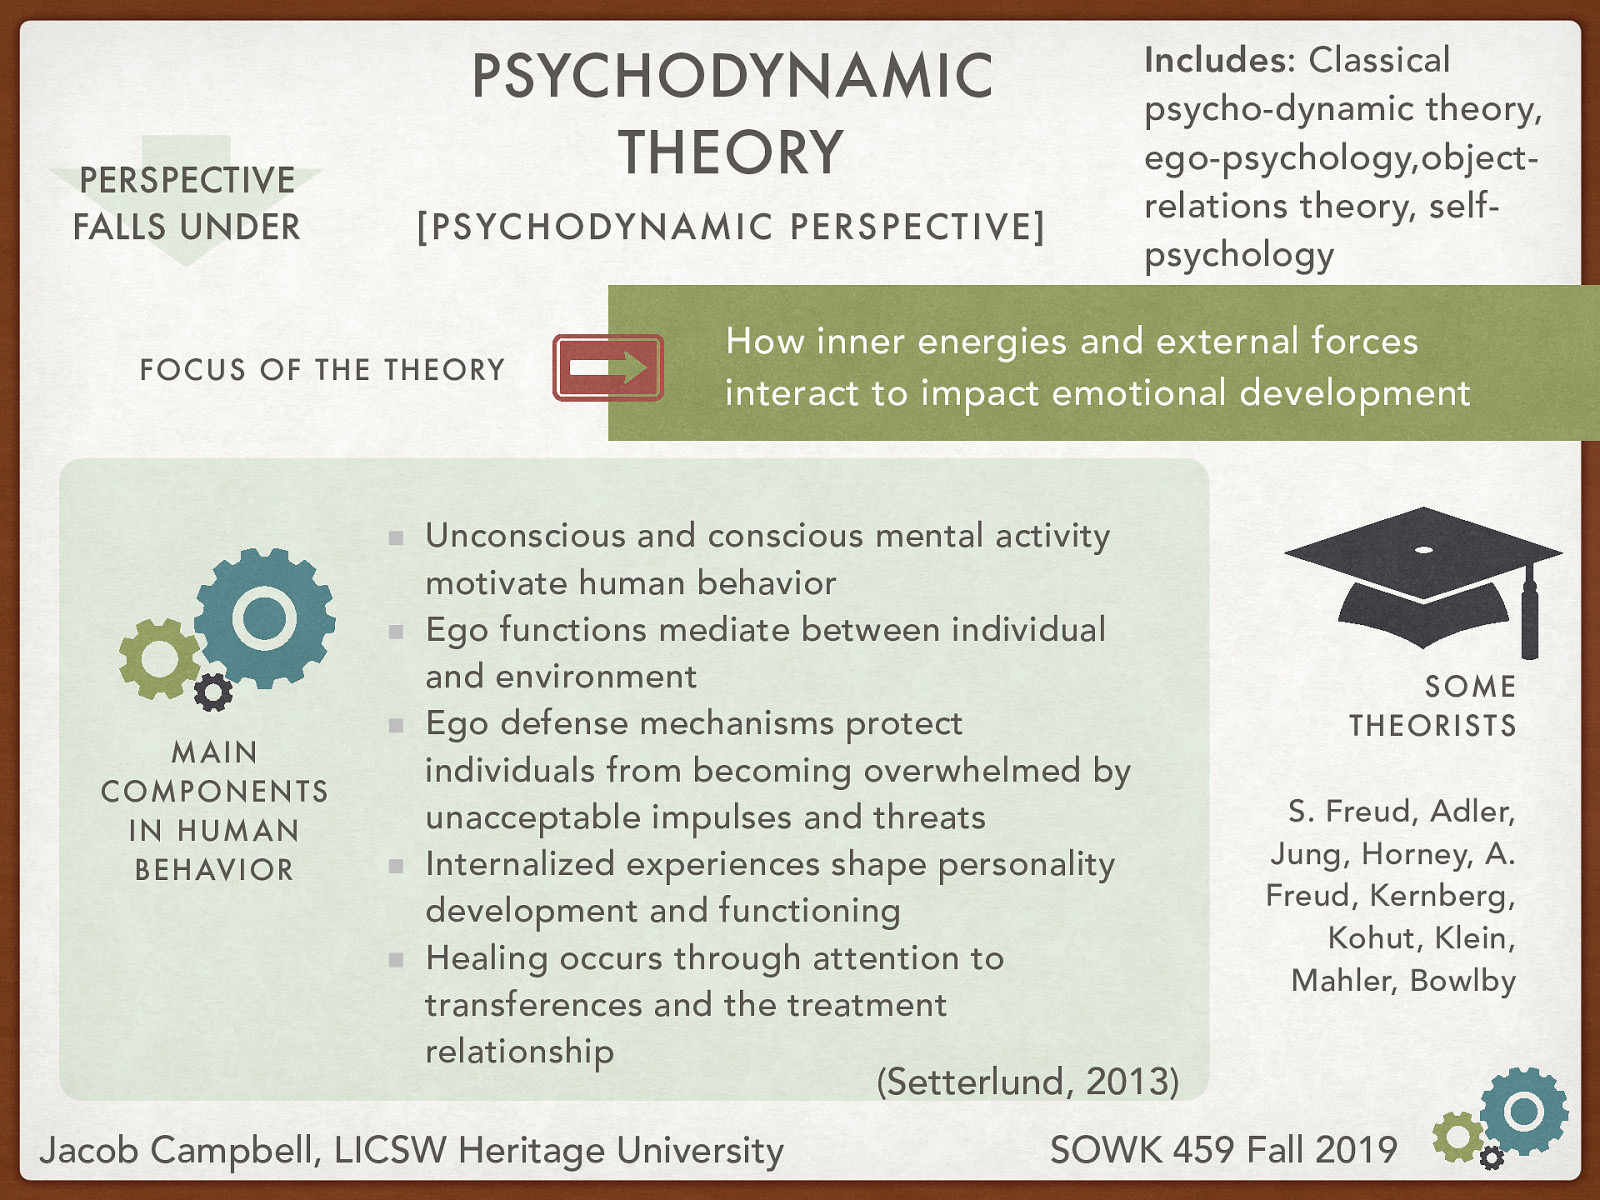 PSYCHODYNAMIC
THEORY
[PSYCHODYNAMIC PERSPECTIVE]
PERSPECTIVE
FALLS UNDER
Includes: Classical
psycho-dynamic theory,
ego-psychology,object-
relations theory, self-
psychology
FOCUS OF THE THEORY
How inner energies and external forces
interact to impact emotional development
MAIN
COMPONENTS
IN HUMAN
BEHAVIOR
Unconscious and conscious mental activity
motivate human behavior
Ego functions mediate between individual
and environment
Ego defense mechanisms protect
individuals from becoming overwhelmed by
unacceptable impulses and threats
Internalized experiences shape personality
development and functioning
Healing occurs through attention to
transferences and the treatment
relationship
(Setterlund, 2013)
SOME
THEORISTS
S. Freud, Adler,
Jung, Horney, A.
Freud, Kernberg,
Kohut, Klein,
Mahler, Bowlby
Jacob Campbell, LICSW Heritage University
SOWK 459 Fall 2019